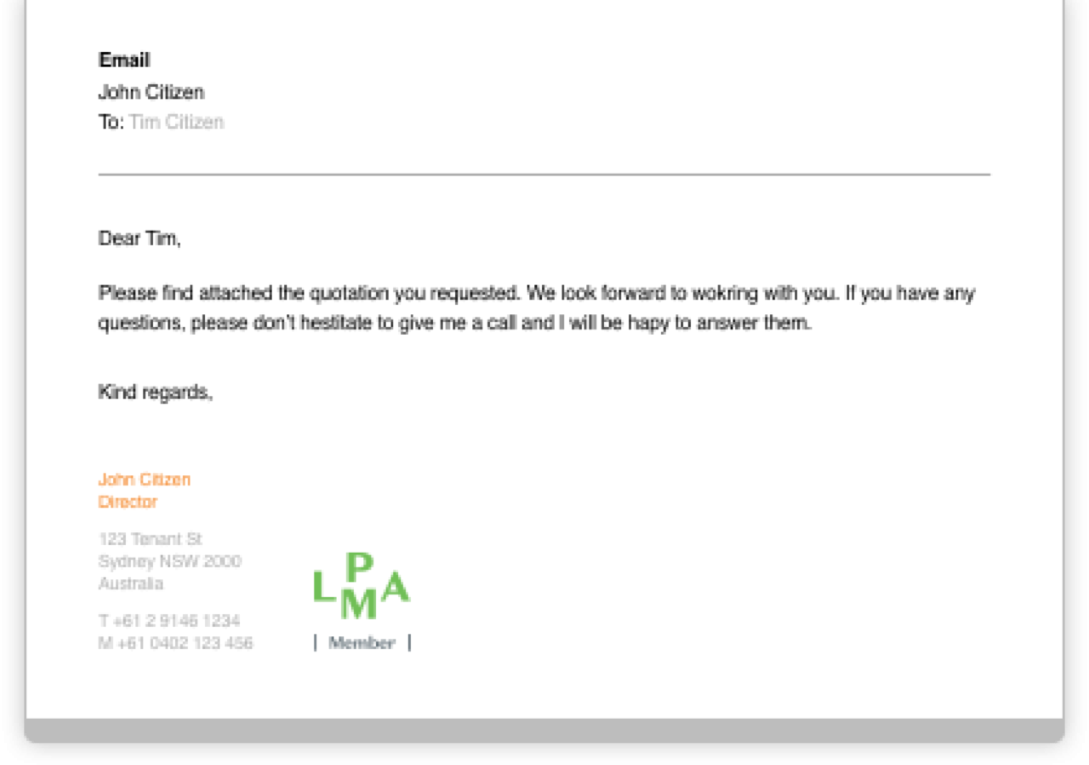 Email
John Citizen
To: Tim Citizen
Dear Tim,
Please find attached the quotation you requested. We look forward to wokring with you. If you have any
questions, please don't hestitate to give me a call and I will be hapy to answer them.
Kind regards,
John Citizen
Director
123 Tenant St
Sydney NSW 2000
Australia
T +61 2 9146 1234
M +61 0402 123 456
LPMA
| Member |